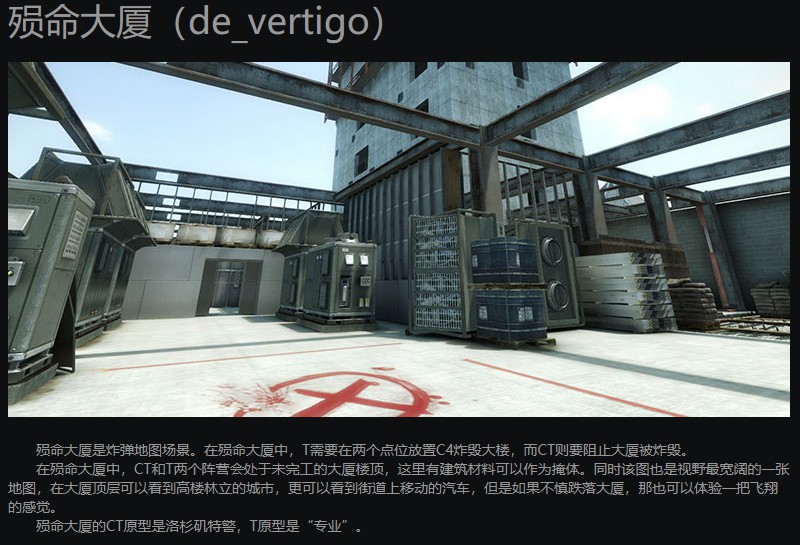 殒命大厦（de_vertigo）
殒命大厦是炸弹地图场景。在殒命大厦中，T需要在两个点位放置C4炸毁大楼，而CT则要阻止大厦被炸毁。
在殒命大厦中，CT和T两个阵营会处于未完工的大厦楼顶，这里有建筑材料可以作为掩体。同时该图也是视野最宽阔的一张
地图，在大厦顶层可以看到高楼林立的城市，更可以看到街道上移动的汽车，但是如果不慎跌落大厦，那也可以体验一把飞翔
的感觉。
殒命大厦的CT原型是洛杉矶特警，T原型是“专业”。